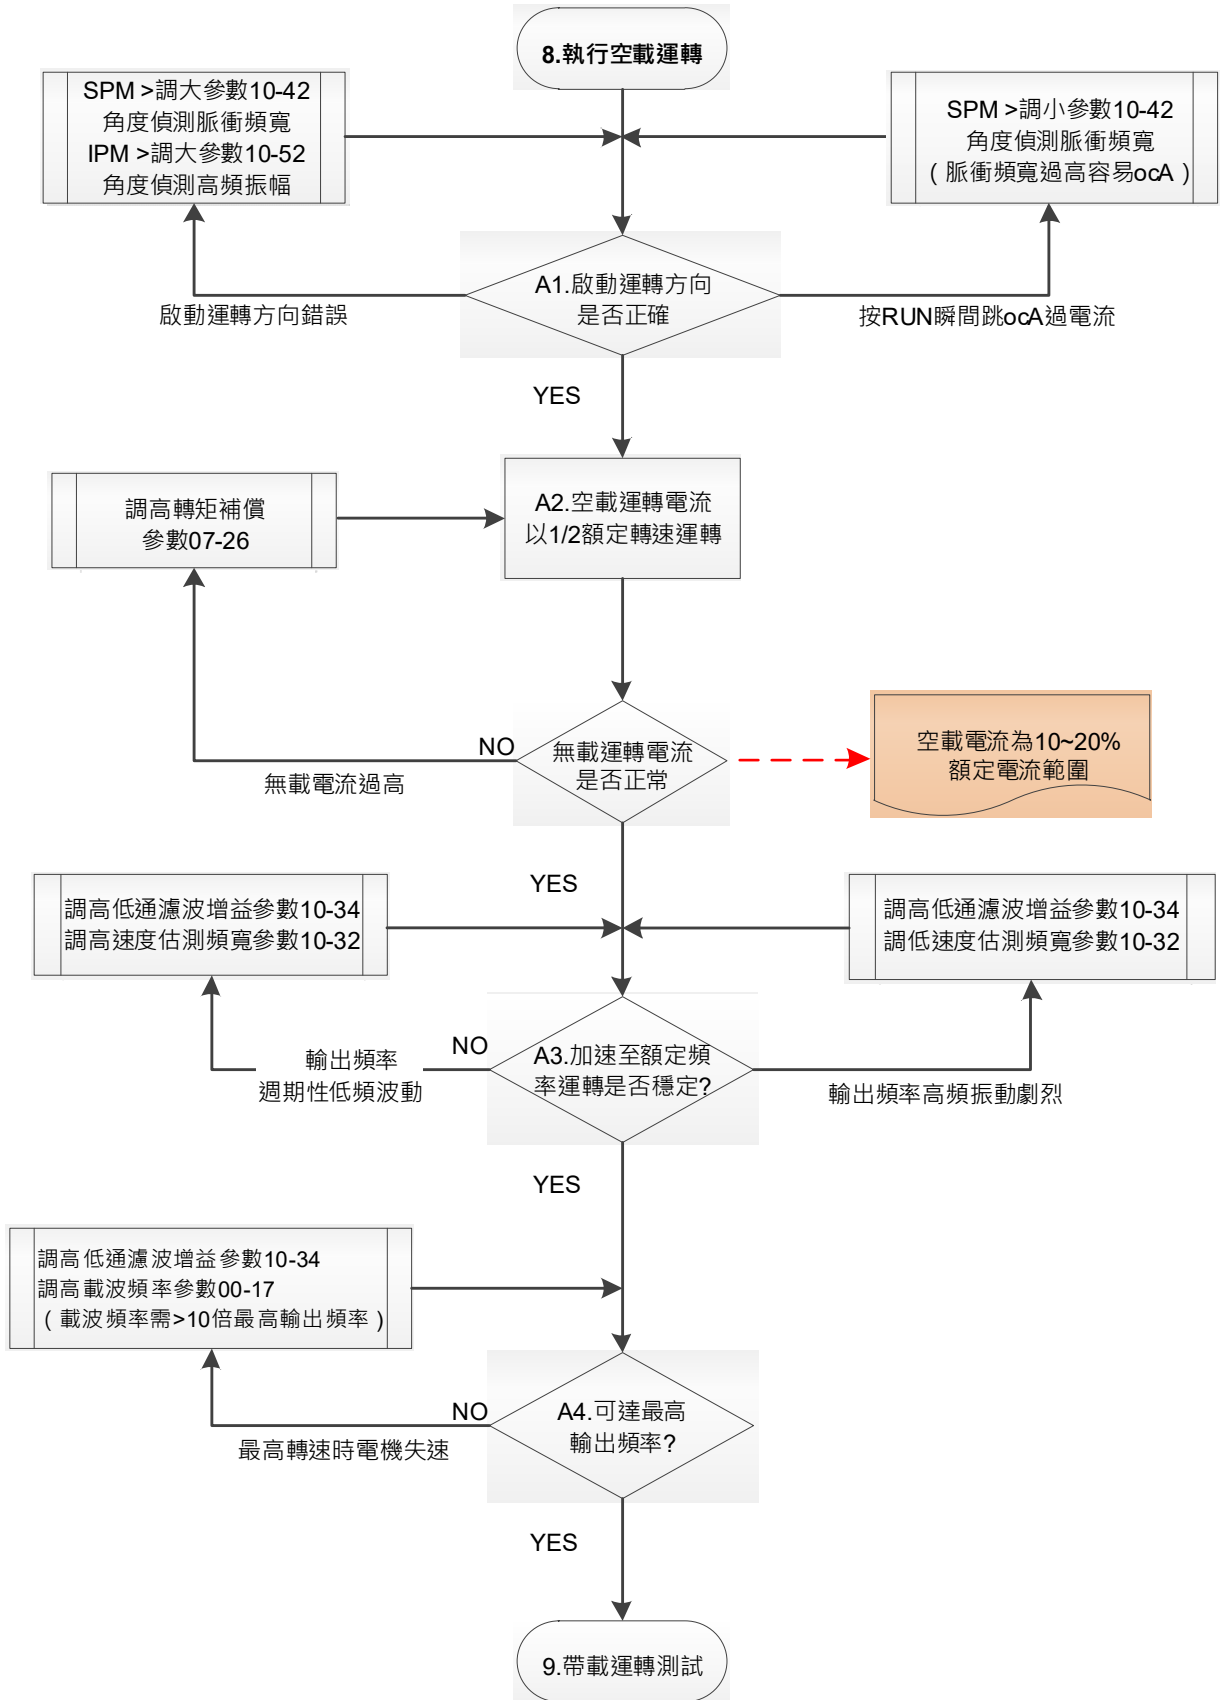 8.執行空載運轉
SPM >調大參數10-42
角度偵測脈衝頻寬
IPM >調大參數10-52
角度偵測高頻振幅
SPM >調小參數10-42
角度偵測脈衝頻寬
(脈衝頻寬過高容易ocA)
A1.啟動運轉方向
是否正確
啟動運轉方向錯誤
按RUN瞬間跳ocA過電流
YES
調高轉矩補償
參數07-26
A2.空載運轉電流
以1/2額定轉速運轉
NO
無載電流過高
無載運轉電流
是否正常
空載電流為10~20%
額定電流範圍
YES
調高低通濾波增益參數10-34
調高速度估測頻寬參數10-32
調高低通濾波增益參數10-34
調低速度估測頻寬參數10-32
NO
輸出頻率
週期性低頻波動
A3.加速至額定頻
率運轉是否穩定?
輸出頻率高頻振動劇烈
YES
調高低通濾波增益參數10-34
調高載波頻率參數00-17
(載波頻率需>10倍最高輸出頻率)
NO
最高轉速時電機失速
A4.可達最高
輸出頻率?
YES
9.帶載運轉測試